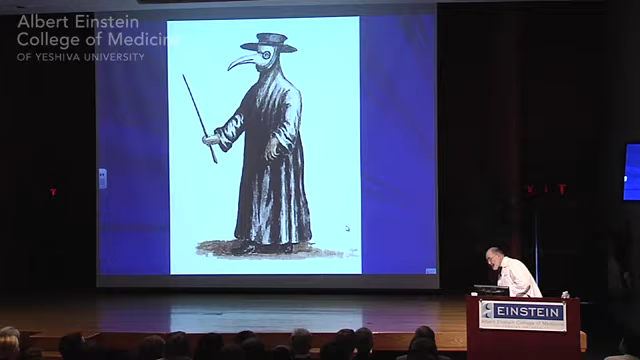 Albert Einstein
College of Medicine
OF YESHIVA UNIVERSITY
EINSTEIN
Albert Einstein College of Medicine